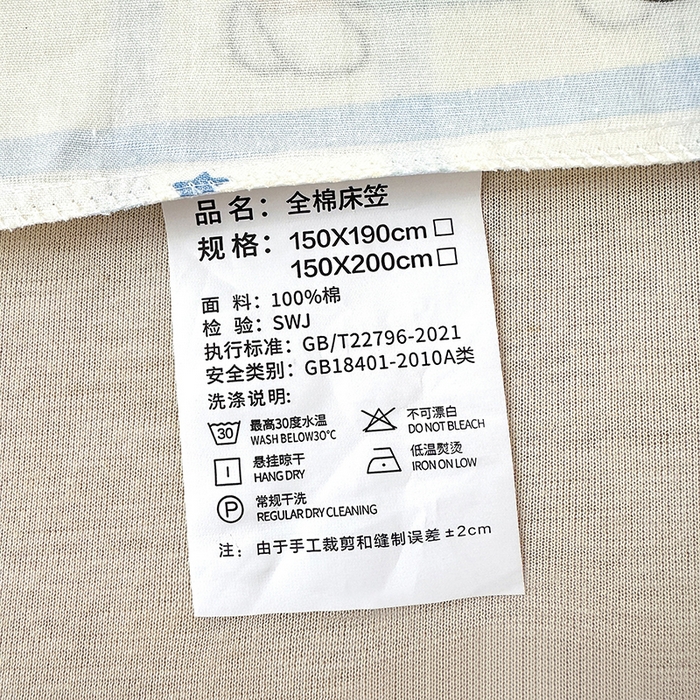 品名：全棉床笠
规格：150X190cm□
150X200cm□
面料：100%棉
检验：SWJ
执行标准：GB/T22796-2021
安全类别：GB18401-2010A类
洗涤说明:
30 最高30度水温 不可漂白
WASH BELOW30°C DO NOT BLEACH
悬挂晾干 低温熨烫
HANG DRY IRON ON LOW
P 常规干洗
REGULAR DRY CLEANING
注：由于手工裁剪和缝制误差±2cm